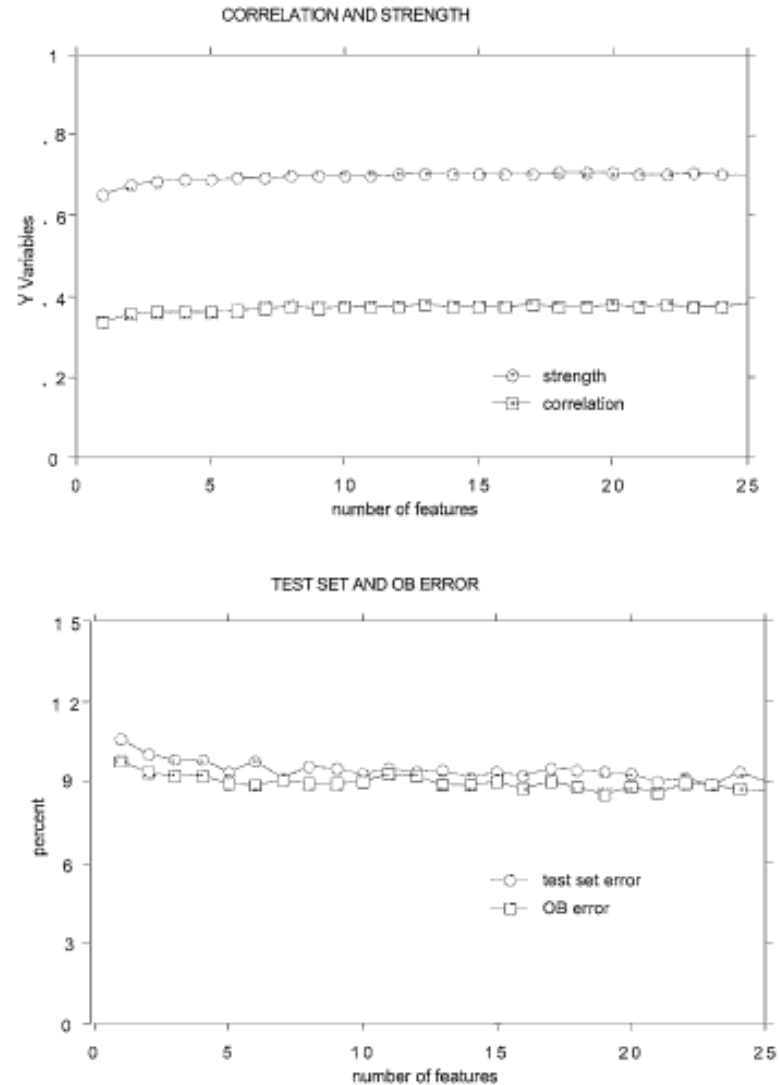 CORRELATION AND STRENGTH
1
. 8
. 6
. 4
. 2
0
Y Variables
strength
correlation
0 5 10 15 20 25
number of features
TEST SET AND OB ERROR
1 5
1 2
9
6
3
0
percent
test set error
OB error
0 5 10 15 20 25
number of features